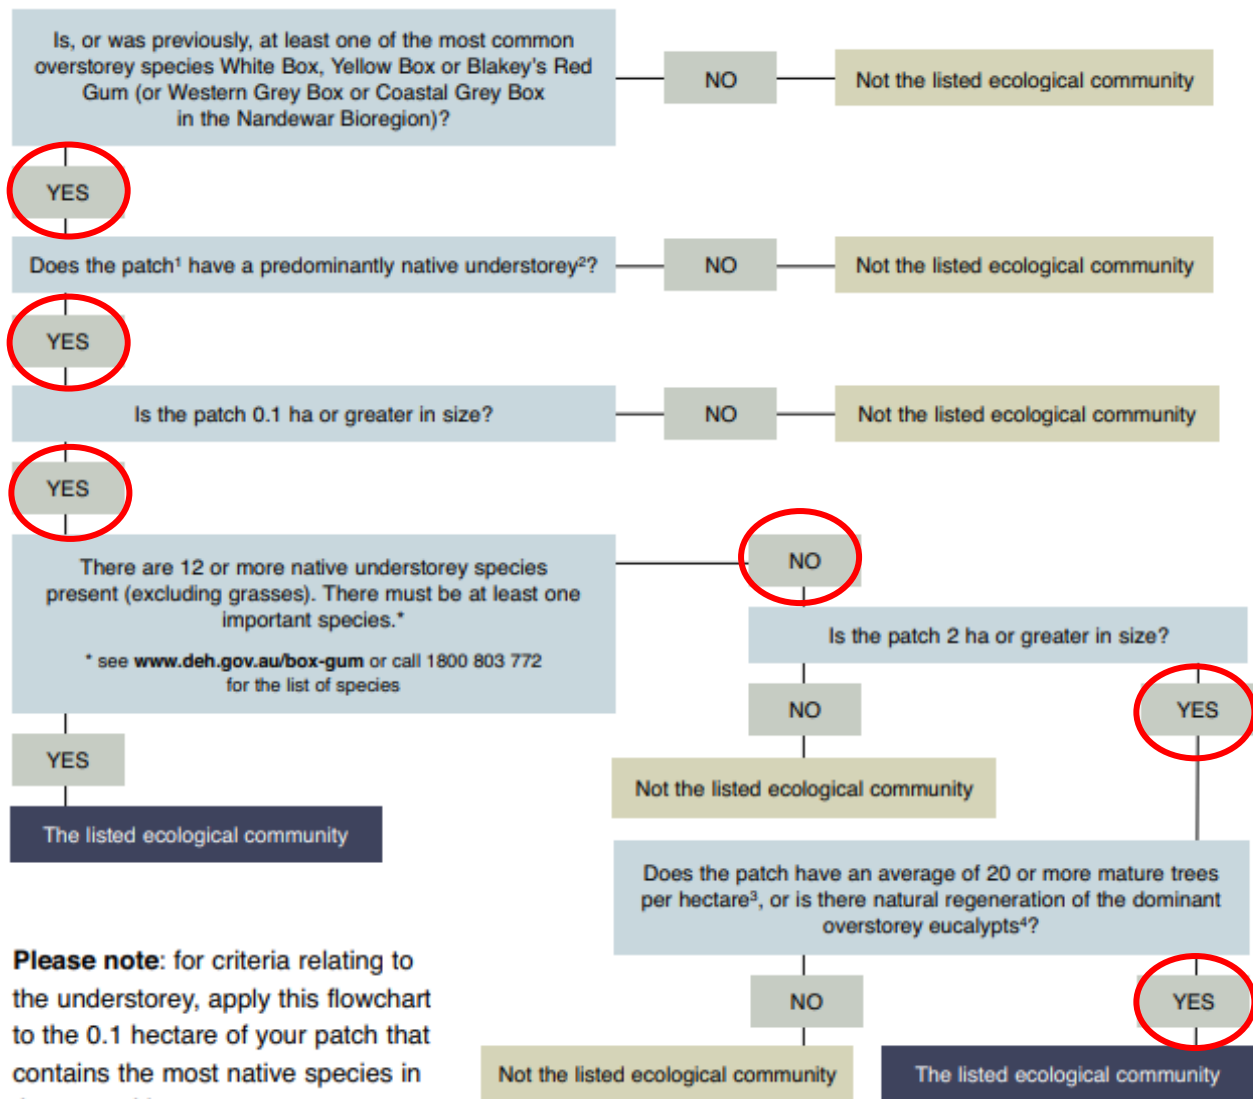 Is, or was previously, at least one of the most common
overstorey species White Box, Yellow Box or Blakey's Red
Gum (or Western Grey Box or Coastal Grey Box
in the Nandewar Bioregion)?
NO
Not the listed ecological community
YES
Does the patch¹ have a predominantly native understorey²?
NO
Not the listed ecological community
YES
Is the patch 0.1 ha or greater in size?
NO
Not the listed ecological community
YES
There are 12 or more native understorey species
present (excluding grasses). There must be at least one
important species.*
* see www.deh.gov.au/box-gum or call 1800 803 772
for the list of species
NO
Is the patch 2 ha or greater in size?
NO
YES
YES
Not the listed ecological community
The listed ecological community
Does the patch have an average of 20 or more mature trees
per hectare³, or is there natural regeneration of the dominant
overstorey eucalypts⁴?
NO
YES
Not the listed ecological community
The listed ecological community
Please note: for criteria relating to
the understorey, apply this flowchart
to the 0.1 hectare of your patch that
contains the most native species in